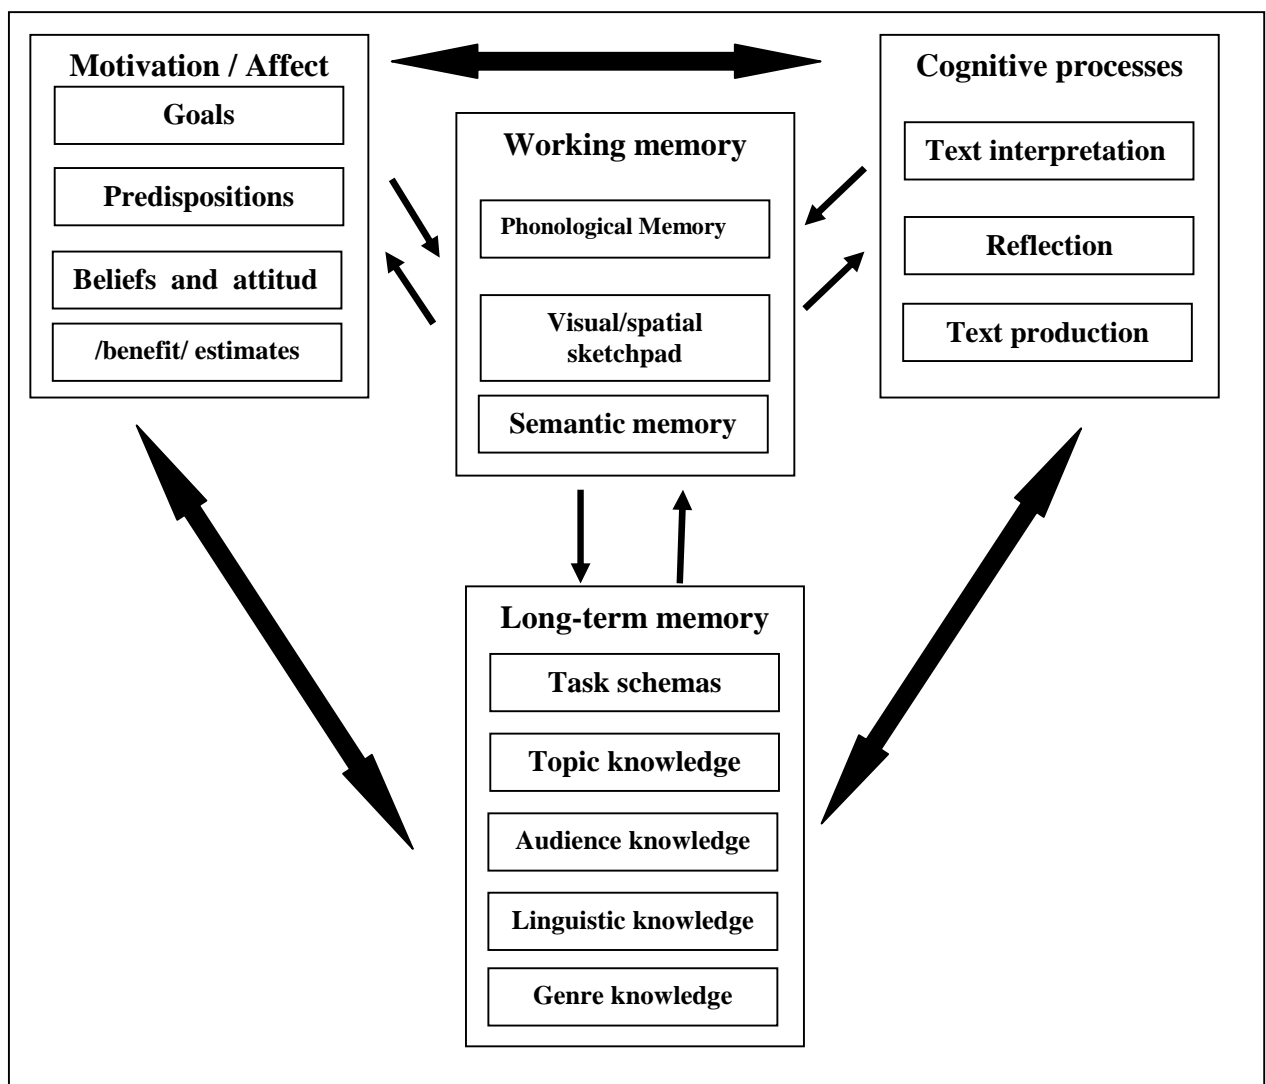 Motivation / Affect
Goals
Predispositions
Beliefs and attitud
/benefit/ estimates
Working memory
Phonological Memory
Visual/spatial
sketchpad
Semantic memory
Cognitive processes
Text interpretation
Reflection
Text production
Long-term memory
Task schemas
Topic knowledge
Audience knowledge
Linguistic knowledge
Genre knowledge